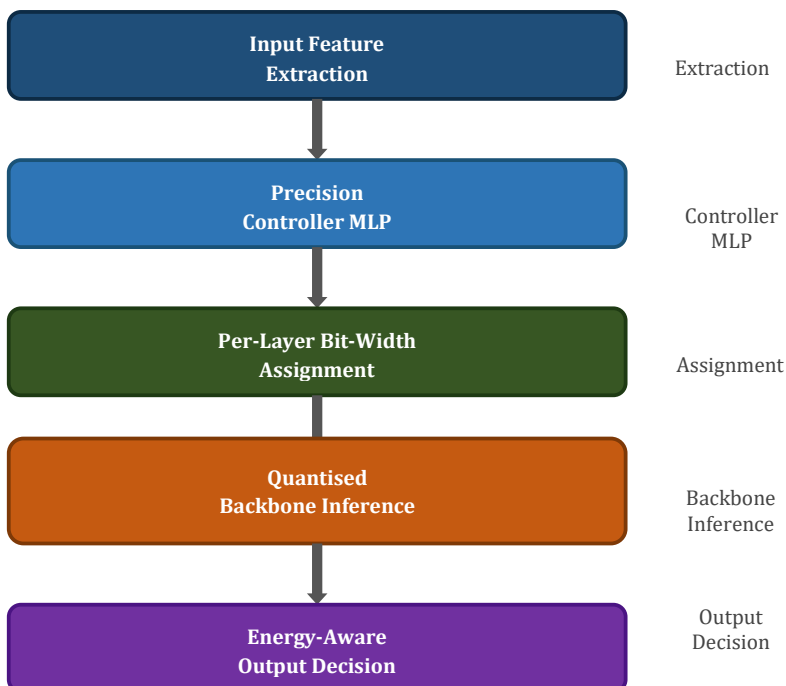 Input Feature
Extraction
Extraction
Precision
Controller MLP
Controller
MLP
Per-Layer Bit-Width
Assignment
Assignment
Quantised
Backbone Inference
Backbone
Inference
Energy-Aware
Output Decision
Output
Decision